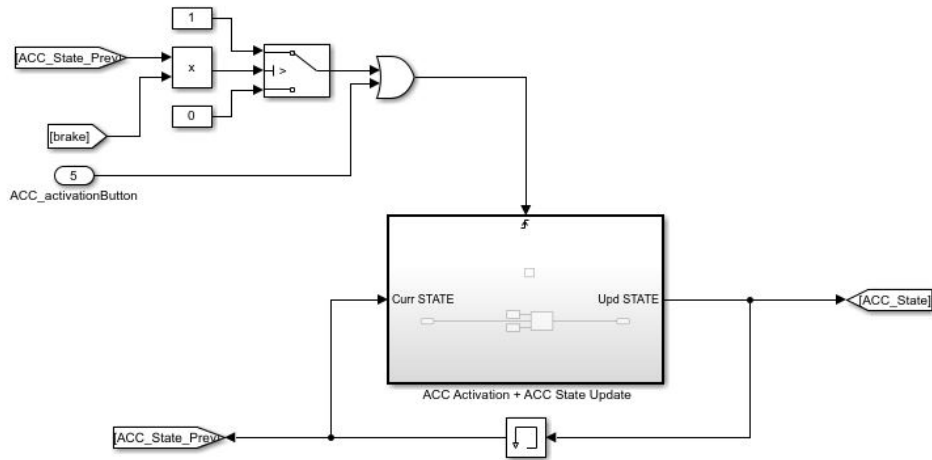 1
[ACC_State_Prev]
x
>
0
[brake]
5
ACC_activationButton
Curr STATE
Upd STATE
[ACC_State]
ACC Activation + ACC State Update
[ACC_State_Prev]